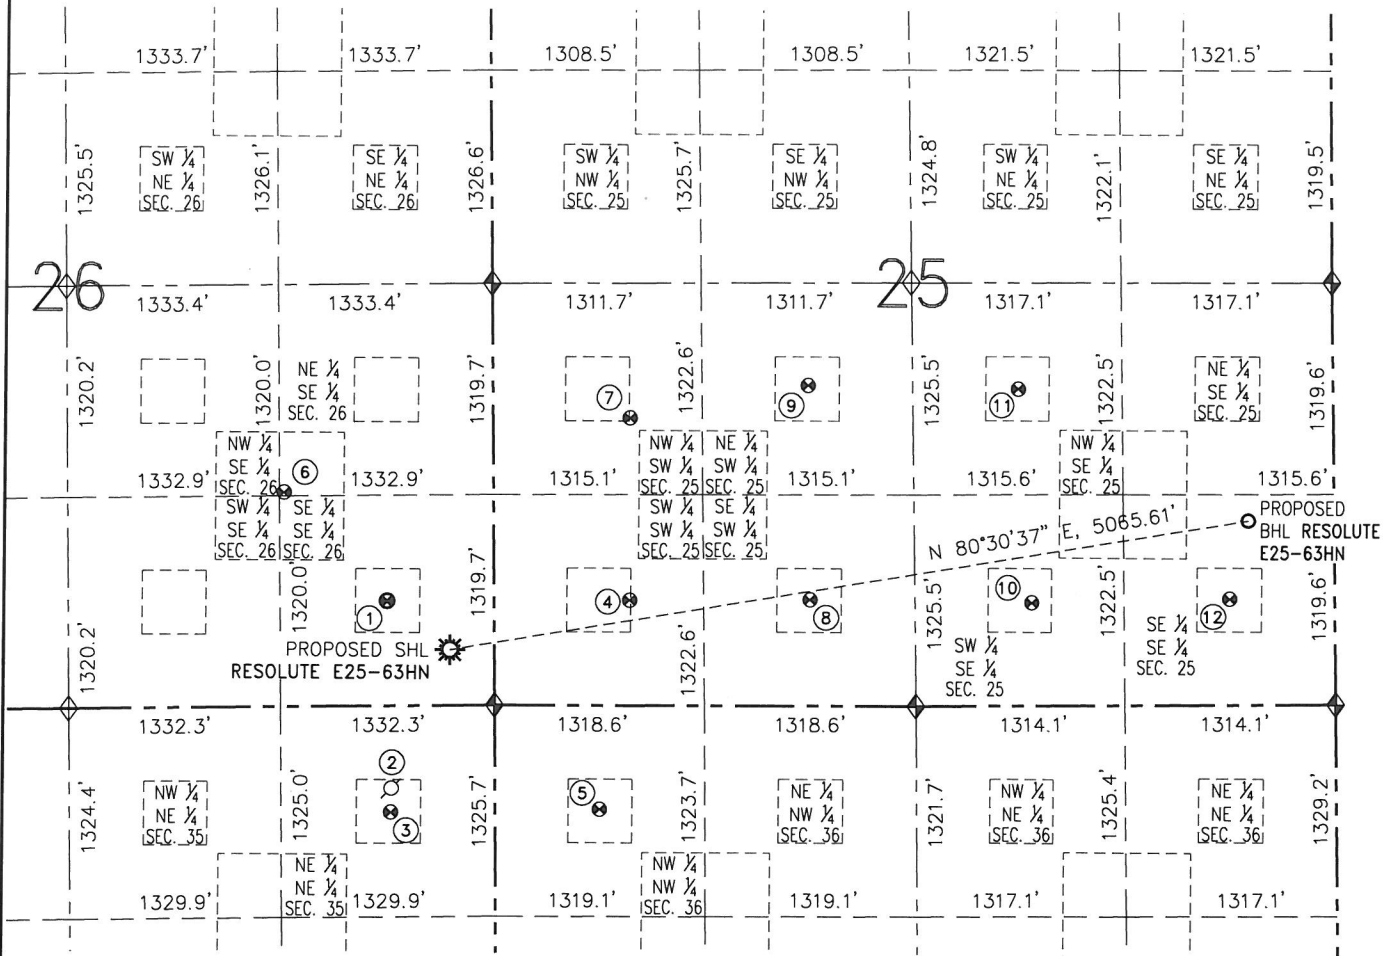 1333.7' 1333.7' 1308.5' 1308.5' 1321.5' 1321.5'
1325.5' 1326.1' 1326.6' 1325.7' 1324.8' 1322.1' 1319.5'
SW ¼
NE ¼
SEC. 26
SE ¼
NE ¼
SEC. 26
SW ¼
NW ¼
SEC. 25
SE ¼
NW ¼
SEC. 25
SW ¼
NE ¼
SEC. 25
SE ¼
NE ¼
SEC. 25
26 25
1333.4' 1333.4' 1311.7' 1311.7' 1317.1' 1317.1'
1320.2' 1320.0' 1319.7' 1322.6' 1325.5' 1322.5' 1319.6'
NE ¼
SE ¼
SEC. 26
7
9
11
NE ¼
SE ¼
SEC. 25
NW ¼
SE ¼
SEC. 26
6
NW ¼
SW ¼
SEC. 25
NE ¼
SW ¼
SEC. 25
NW ¼
SE ¼
SEC. 25
1332.9' 1332.9' 1315.1' 1315.1' 1315.6' 1315.6'
SW ¼
SE ¼
SEC. 26
SE ¼
SE ¼
SEC. 26
SW ¼
SW ¼
SEC. 25
SE ¼
SW ¼
SEC. 25
N 80°30'37" E, 5065.61'
PROPOSED
BHL RESOLUTE
E25-63HN
1320.2' 1320.0' 1319.7' 1322.6' 1325.5' 1322.5' 1319.6'
1
4
8
10
12
PROPOSED SHL
RESOLUTE E25-63HN
SW ¼
SE ¼
SEC. 25
SE ¼
SE ¼
SEC. 25
1332.3' 1332.3' 1318.6' 1318.6' 1314.1' 1314.1'
1324.4' 1325.0' 1325.7' 1323.7' 1321.7' 1325.4' 1329.2'
NW ¼
NE ¼
SEC. 35
2
3
5
NE ¼
NW ¼
SEC. 36
NW ¼
NE ¼
SEC. 36
NE ¼
NE ¼
SEC. 36
NE ¼
NE ¼
SEC. 35
NW ¼
NW ¼
SEC. 36
1329.9' 1329.9' 1319.1' 1319.1' 1317.1' 1317.1'